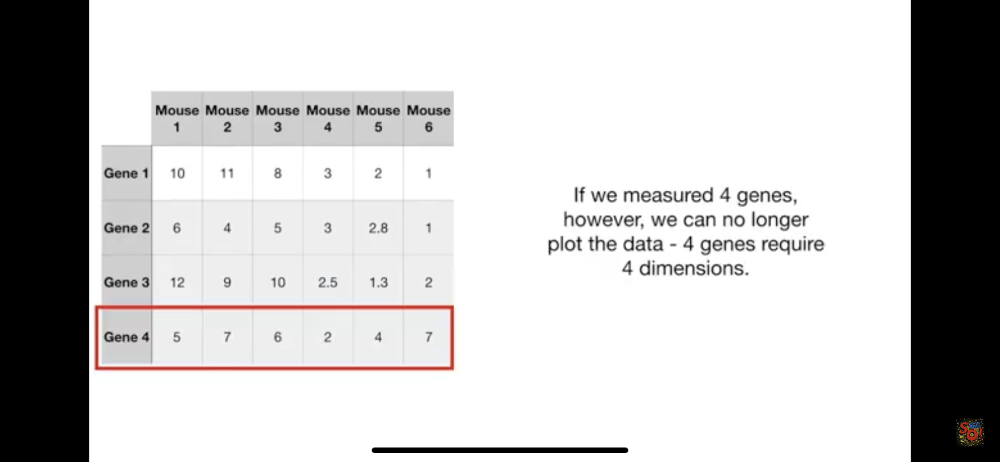 Mouse 1 Mouse 2 Mouse 3 Mouse 4 Mouse 5 Mouse 6
Gene 1 10 11 8 3 2 1
Gene 2 6 4 5 3 2.8 1
Gene 3 12 9 10 2.5 1.3 2
Gene 4 5 7 6 2 4 7
If we measured 4 genes,
however, we can no longer
plot the data - 4 genes require
4 dimensions.
SQ!